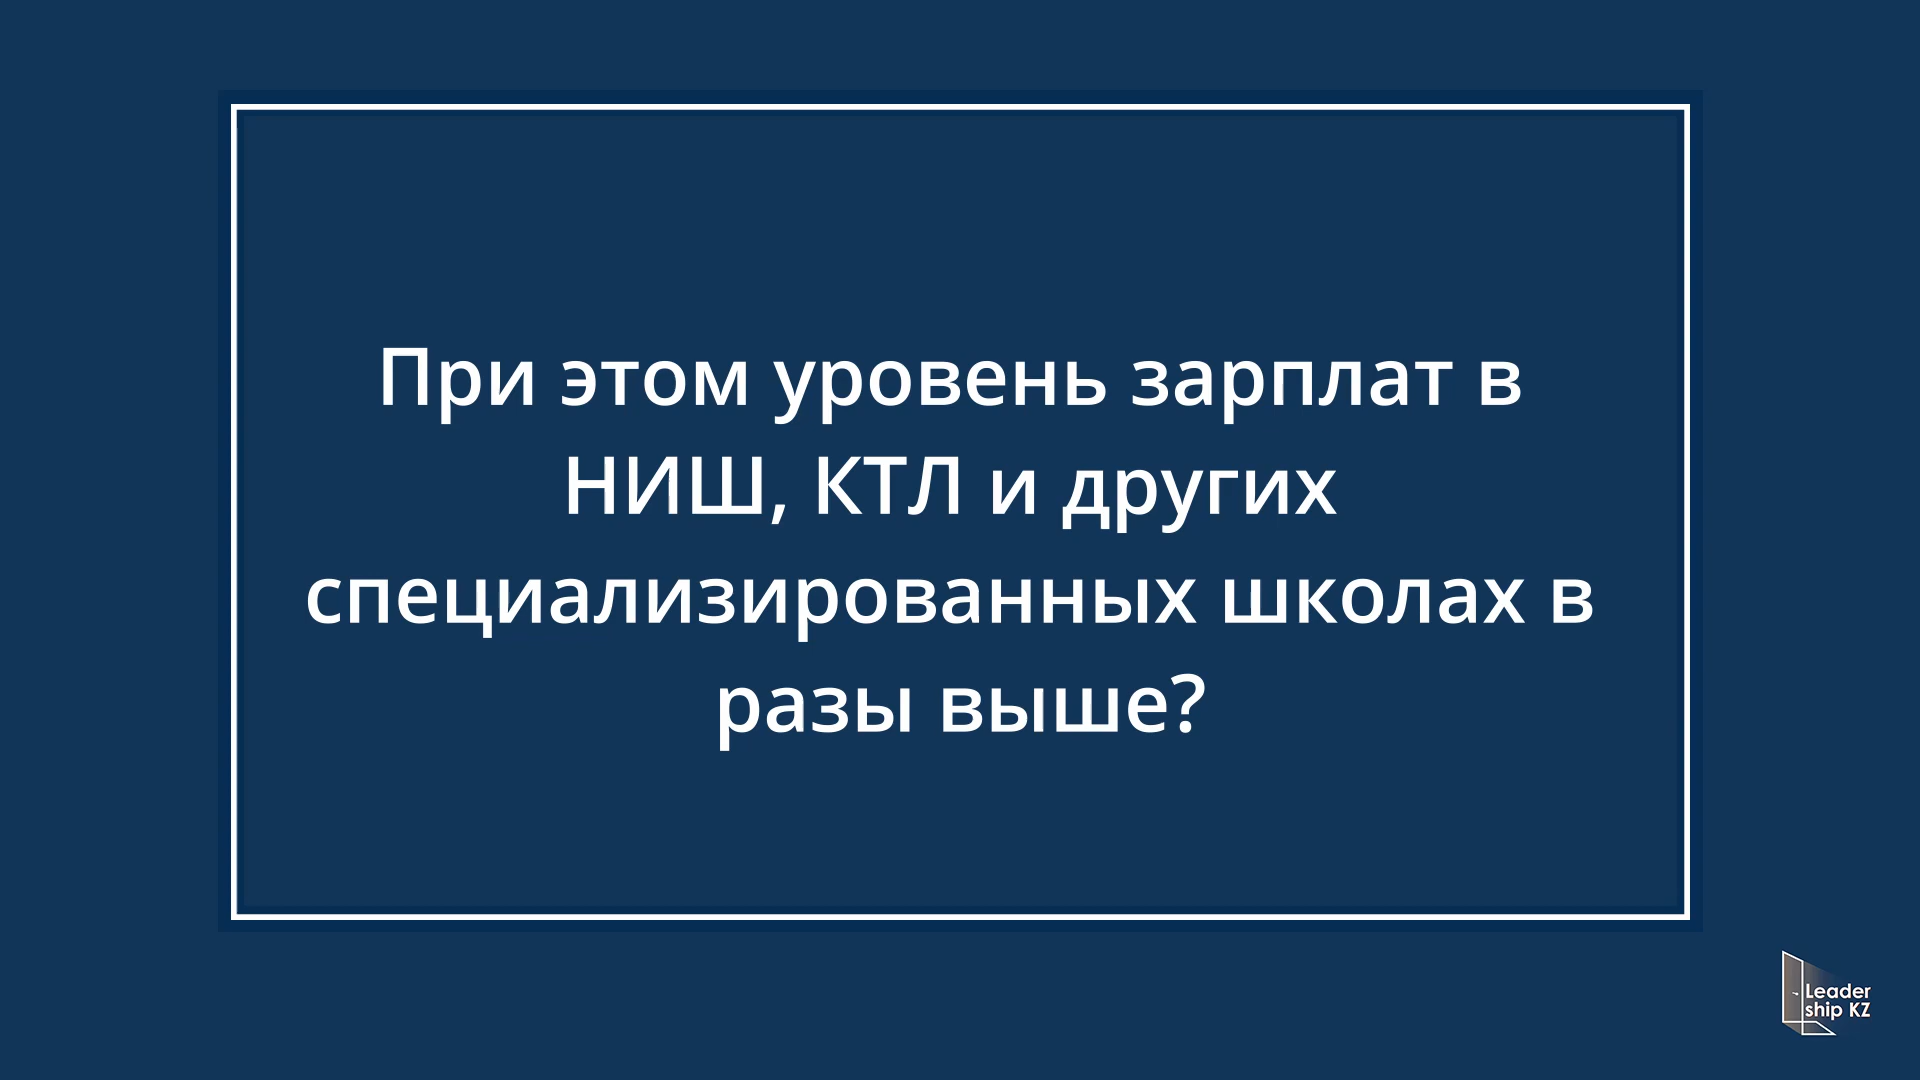 При этом уровень зарплат в
НИШ, КТЛ и других
специализированных школах в
разы выше?
Leader
ship KZ